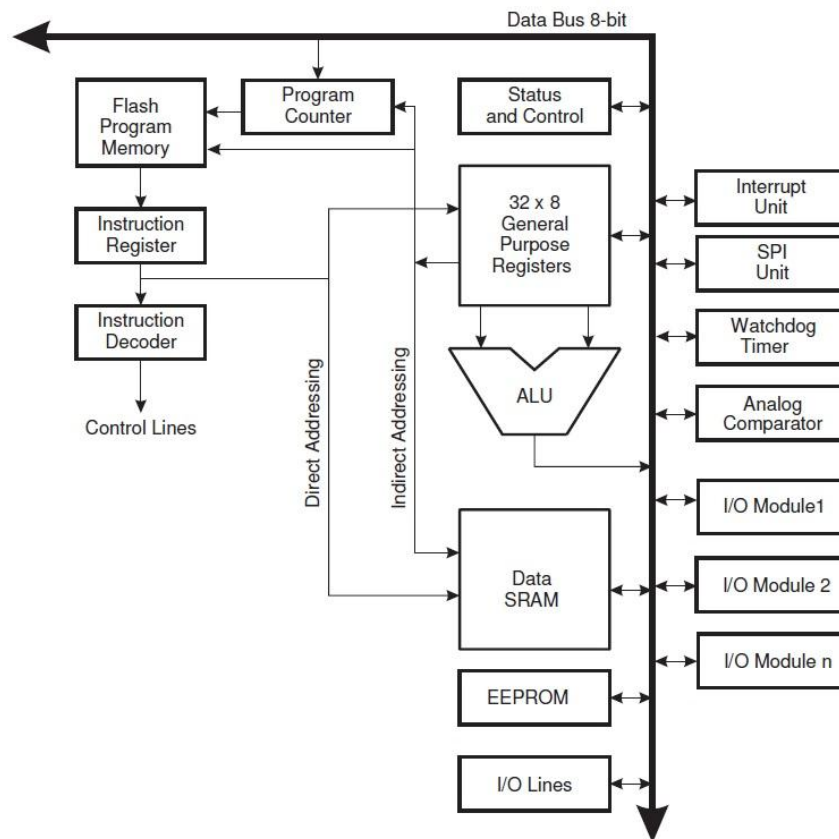 Data Bus 8-bit
Flash
Program
Memory
Program
Counter
Status
and Control
32 x 8
General
Purpose
Registers
Interrupt
Unit
Instruction
Register
SPI
Unit
Instruction
Decoder
Watchdog
Timer
ALU
Analog
Comparator
Control Lines
Direct Addressing
Indirect Addressing
I/O Module1
Data
SRAM
I/O Module 2
I/O Module n
EEPROM
I/O Lines